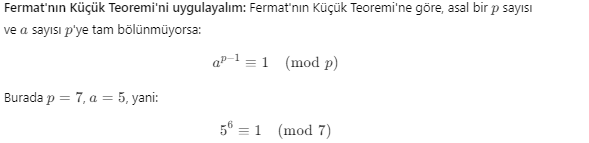 Fermat'nın Küçük Teoremi'ni uygulayalım: Fermat'nın Küçük Teoremi'ne göre, asal bir p sayısı
ve a sayısı p'ye tam bölünmüyorsa:
a^{p−1} ≡ 1 (mod p)
Burada p = 7, a = 5, yani:
5^6 ≡ 1 (mod 7)